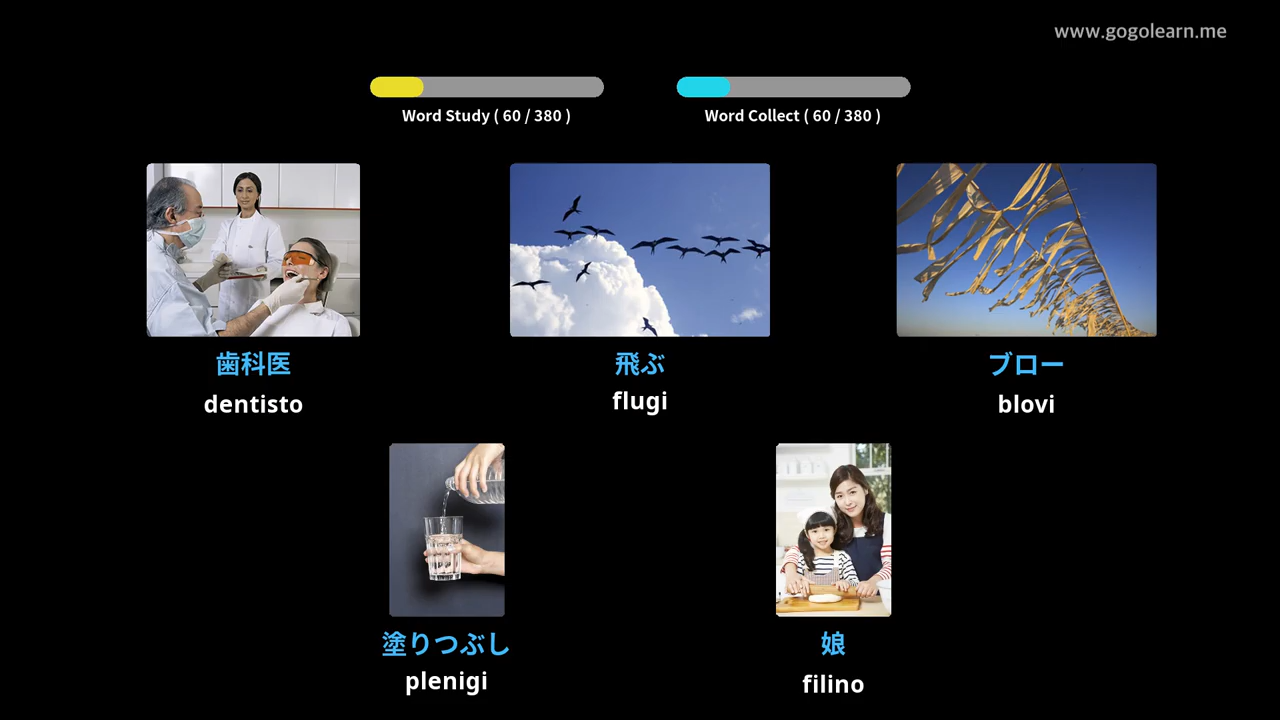 www.gogolearn.me
Word Study ( 60 / 380 )
Word Collect ( 60 / 380 )
歯科医
dentisto
飛ぶ
flugi
ブロー
blovi
塗りつぶし
plenigi
娘
filino